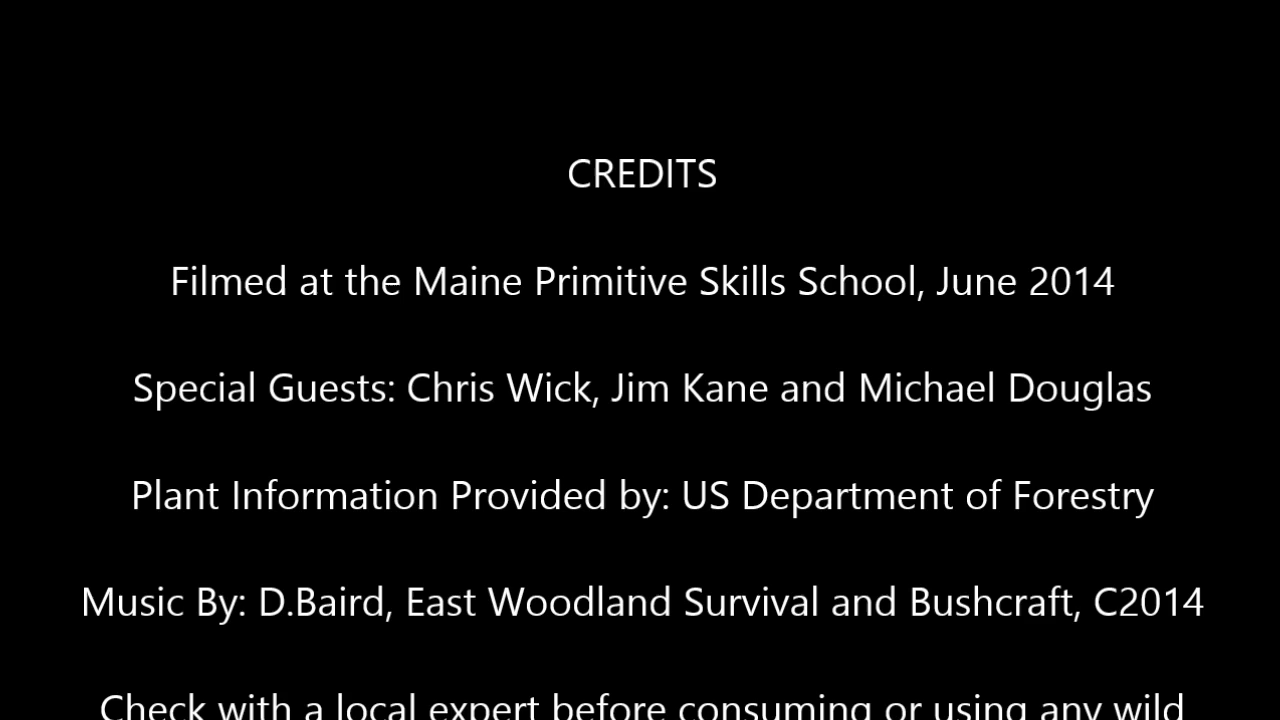 CREDITS
Filmed at the Maine Primitive Skills School, June 2014
Special Guests: Chris Wick, Jim Kane and Michael Douglas
Plant Information Provided by: US Department of Forestry
Music By: D.Baird, East Woodland Survival and Bushcraft, C2014
Check with a local expert before consuming or using any wild